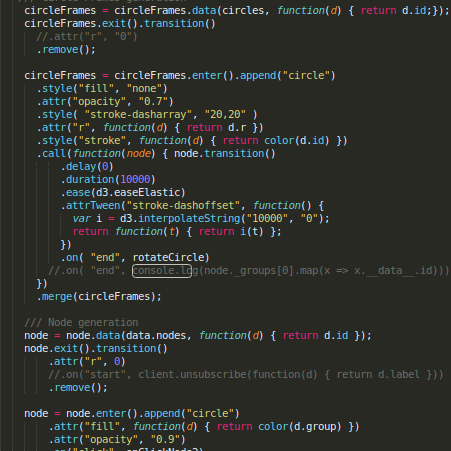 circleFrames = circleFrames.data(circles, function(d) { return d.id;});
circleFrames.exit().transition()
//.attr("r", "0")
.remove();
circleFrames = circleFrames.enter().append("circle")
.style("fill", "none")
.attr("opacity", "0.7")
.style( "stroke-dasharray", "20,20" )
.attr("r", function(d) { return d.r })
.style("stroke", function(d) { return color(d.id) })
.call(function(node) { node.transition()
.delay(0)
.duration(10000)
.ease(d3.easeElastic)
.attrTween("stroke-dashoffset", function() {
var i = d3.interpolateString("10000", "0");
return function(t) { return i(t) };
})
.on( "end", rotateCircle)
//.on( "end", console.log(node._groups[0].map(x => x.__data__.id)))
})
.merge(circleFrames);
/// Node generation
node = node.data(data.nodes, function(d) { return d.id });
node.exit().transition()
.attr("r", 0)
//.on("start", client.unsubscribe(function(d) { return d.label }))
.remove();
node = node.enter().append("circle")
.attr("fill", function(d) { return color(d.group) })
.attr("opacity", "0.9")